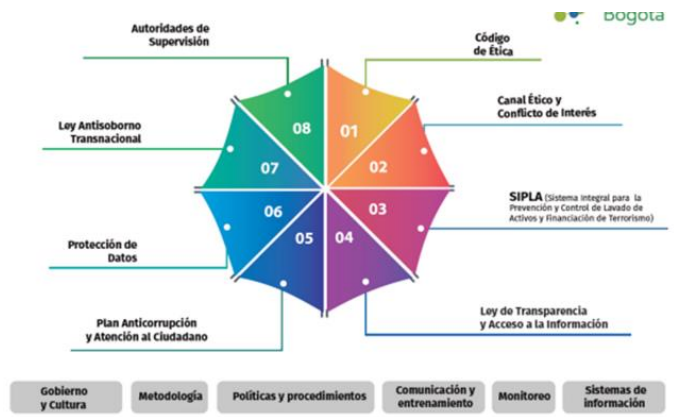 Bogotá
Autoridades de
Supervisión
Código
de Ética
Canal Ético y
Conflicto de Interés
Ley Antisoborno
Transnacional
SIPLA (Sistema Integral para la
Prevención y Control de Lavado de
Activos y Financiación de Terrorismo)
Protección de
Datos
Ley de Transparencia
y Acceso a la Información
Plan Anticorrupción
y Atención al Ciudadano
01
02
03
04
05
06
07
08
Gobierno
y Cultura
Metodología
Políticas y procedimientos
Comunicación y
entrenamiento
Monitoreo
Sistemas de
información